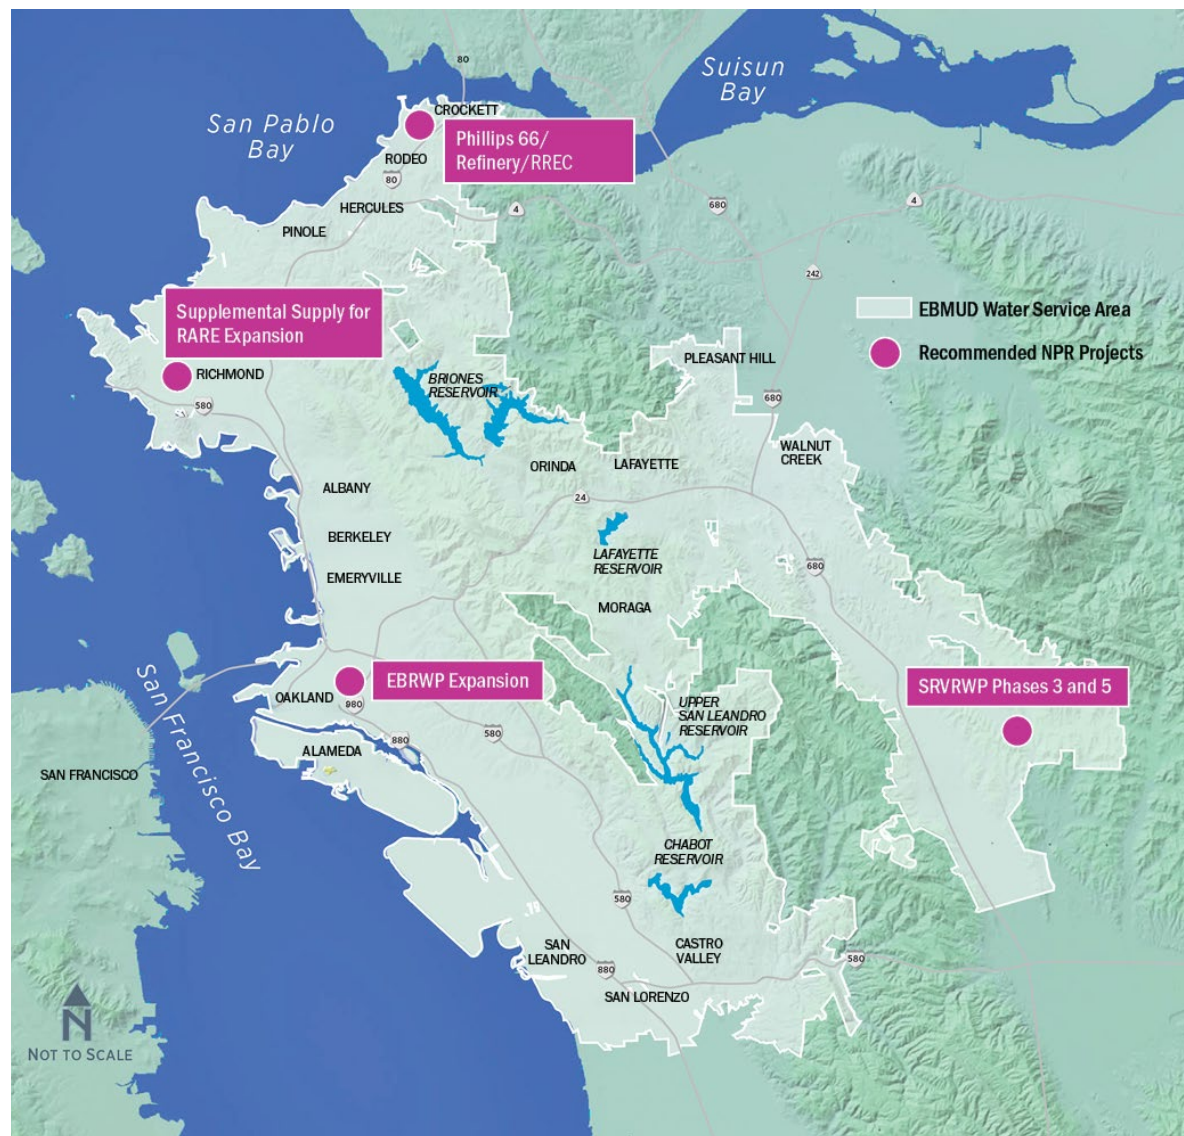 80
Suisun
Bay
San Pablo
Bay
CROCKETT
Phillips 66/
Refinery/RREC
RODEO
80
HERCULES
4
680
4
PINOLE
242
Supplemental Supply for
RARE Expansion
EBMUD Water Service Area
Recommended NPR Projects
PLEASANT HILL
RICHMOND
BRIONES
RESERVOIR
580
680
WALNUT
CREEK
ORINDA
LAFAYETTE
ALBANY
24
BERKELEY
LAFAYETTE
RESERVOIR
EMERYVILLE
680
MORAGA
San Francisco Bay
EBRWP Expansion
SRVRWP Phases 3 and 5
OAKLAND
980
UPPER
SAN LEANDRO
RESERVOIR
880
580
ALAMEDA
SAN FRANCISCO
CHABOT
RESERVOIR
580
SAN
LEANDRO
CASTRO
VALLEY
580
880
SAN LORENZO
N
NOT TO SCALE